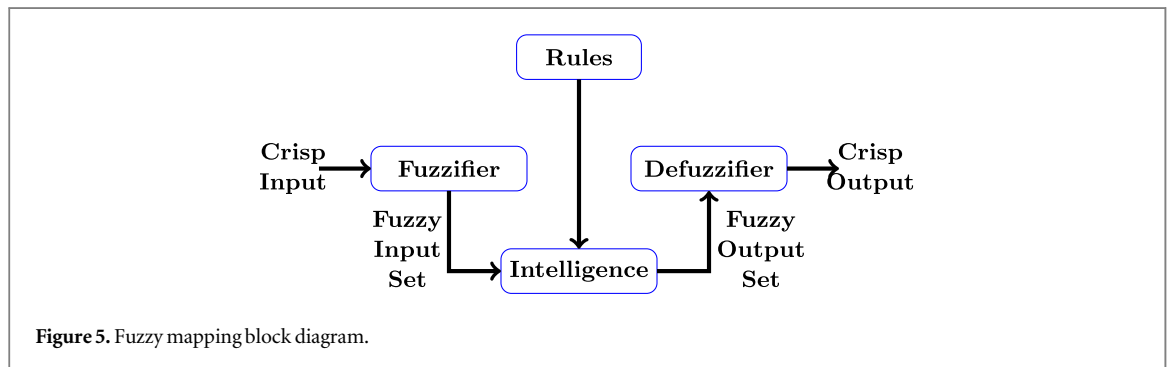 Rules
Crisp
Input
Fuzzifier
Defuzzifier
Crisp
Output
Fuzzy
Input
Set
Intelligence
Fuzzy
Output
Set
Figure 5. Fuzzy mapping block diagram.